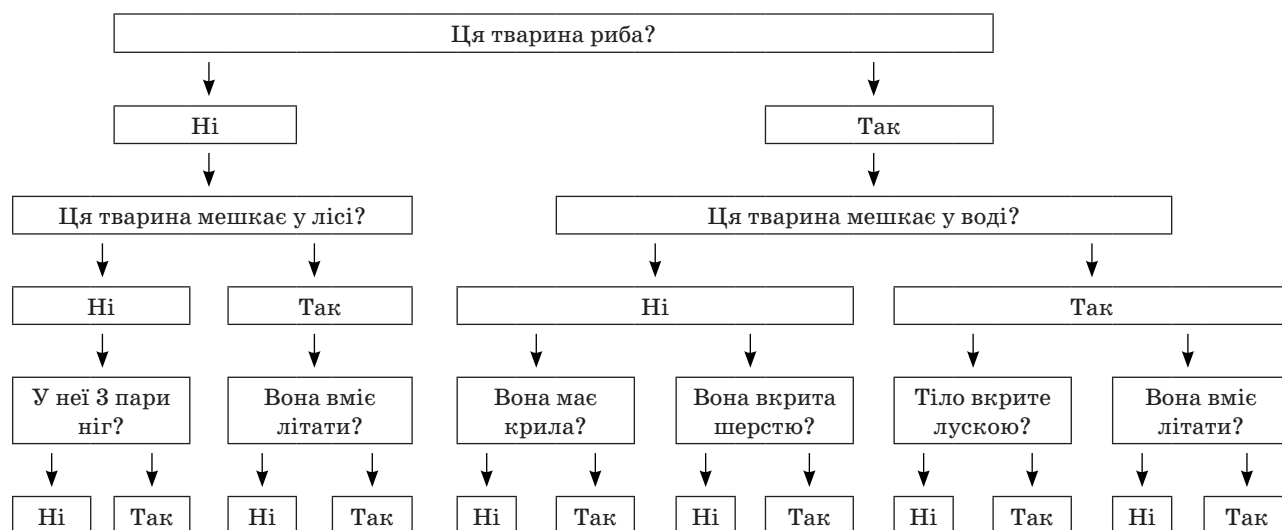 Ця тварина риба?
Ні
Так
Ця тварина мешкає у лісі?
Ця тварина мешкає у воді?
Ні
Так
Ні
Так
У неї 3 пари
ніг?
Вона вміє
літати?
Вона має
крила?
Вона вкрита
шерстю?
Тіло вкрите
лускою?
Вона вміє
літати?
Ні
Так
Ні
Так
Ні
Так
Ні
Так
Ні
Так
Ні
Так